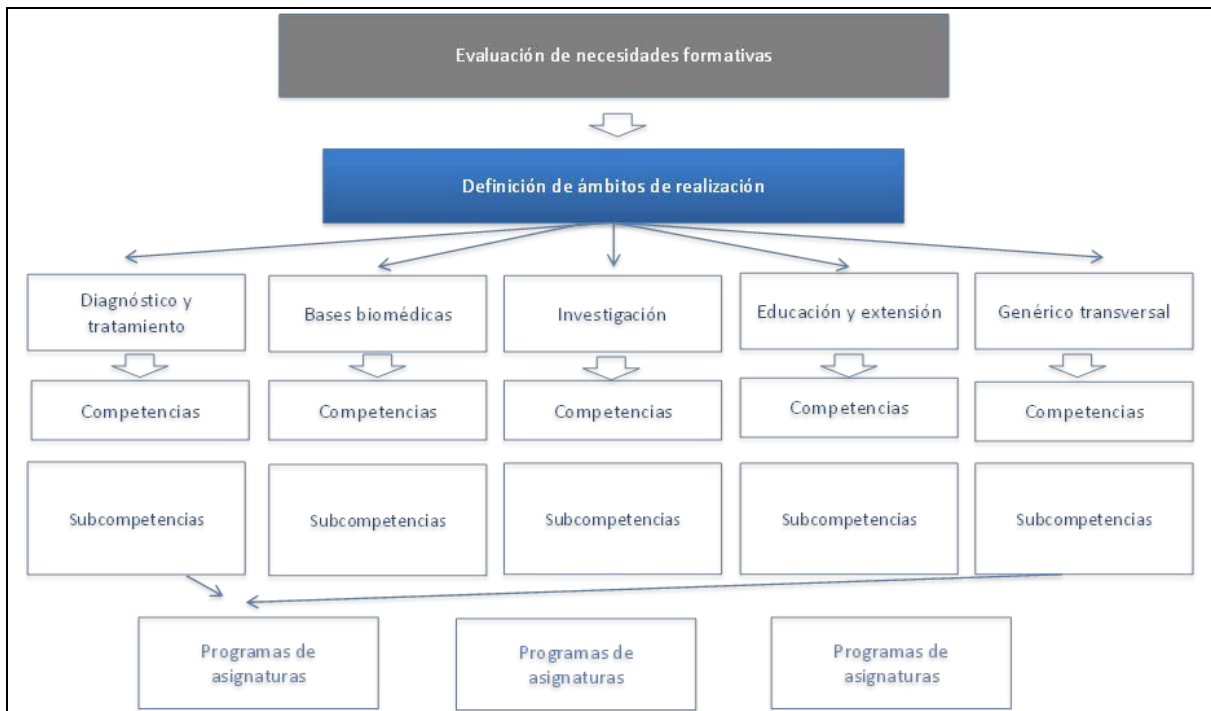 Evaluación de necesidades formativas
Definición de ámbitos de realización
Diagnóstico y
tratamiento
Bases biomédicas
Investigación
Educación y extensión
Genérico transversal
Competencias
Competencias
Competencias
Competencias
Competencias
Subcompetencias
Subcompetencias
Subcompetencias
Subcompetencias
Subcompetencias
Programas de
asignaturas
Programas de
asignaturas
Programas de
asignaturas